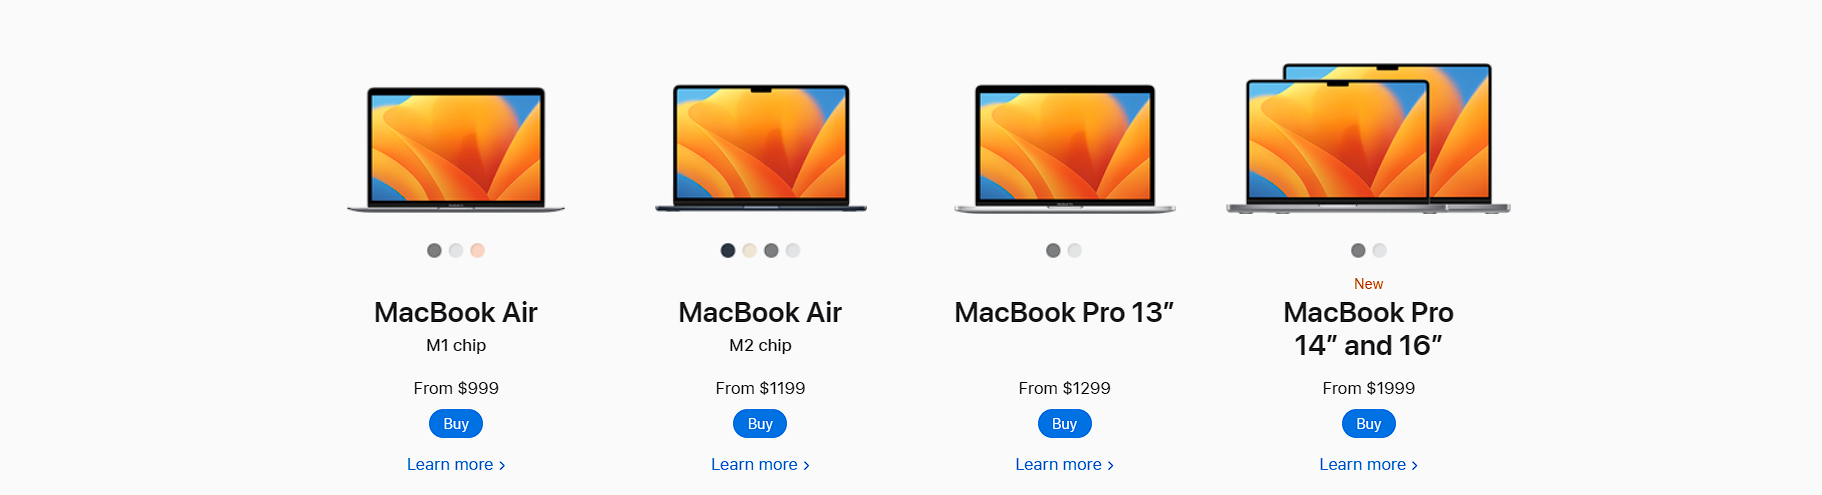 MacBook Air
M1 chip
From $999
Buy
Learn more >
MacBook Air
M2 chip
From $1199
Buy
Learn more >
MacBook Pro 13”
From $1299
Buy
Learn more >
New
MacBook Pro
14” and 16”
From $1999
Buy
Learn more >